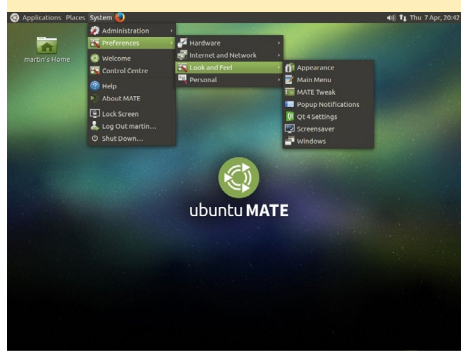 Applications Places System
Thu 7 Apr, 20:42
martin's Home
Administration
Preferences
Welcome
Control Centre
Help
About MATE
Lock Screen
Log Out martin...
Shut Down...
Hardware
Internet and Network
Look and Feel
Personal
Appearance
Main Menu
MATE Tweak
Popup Notifications
Qt 4 Settings
Screensaver
Windows
ubuntu MATE